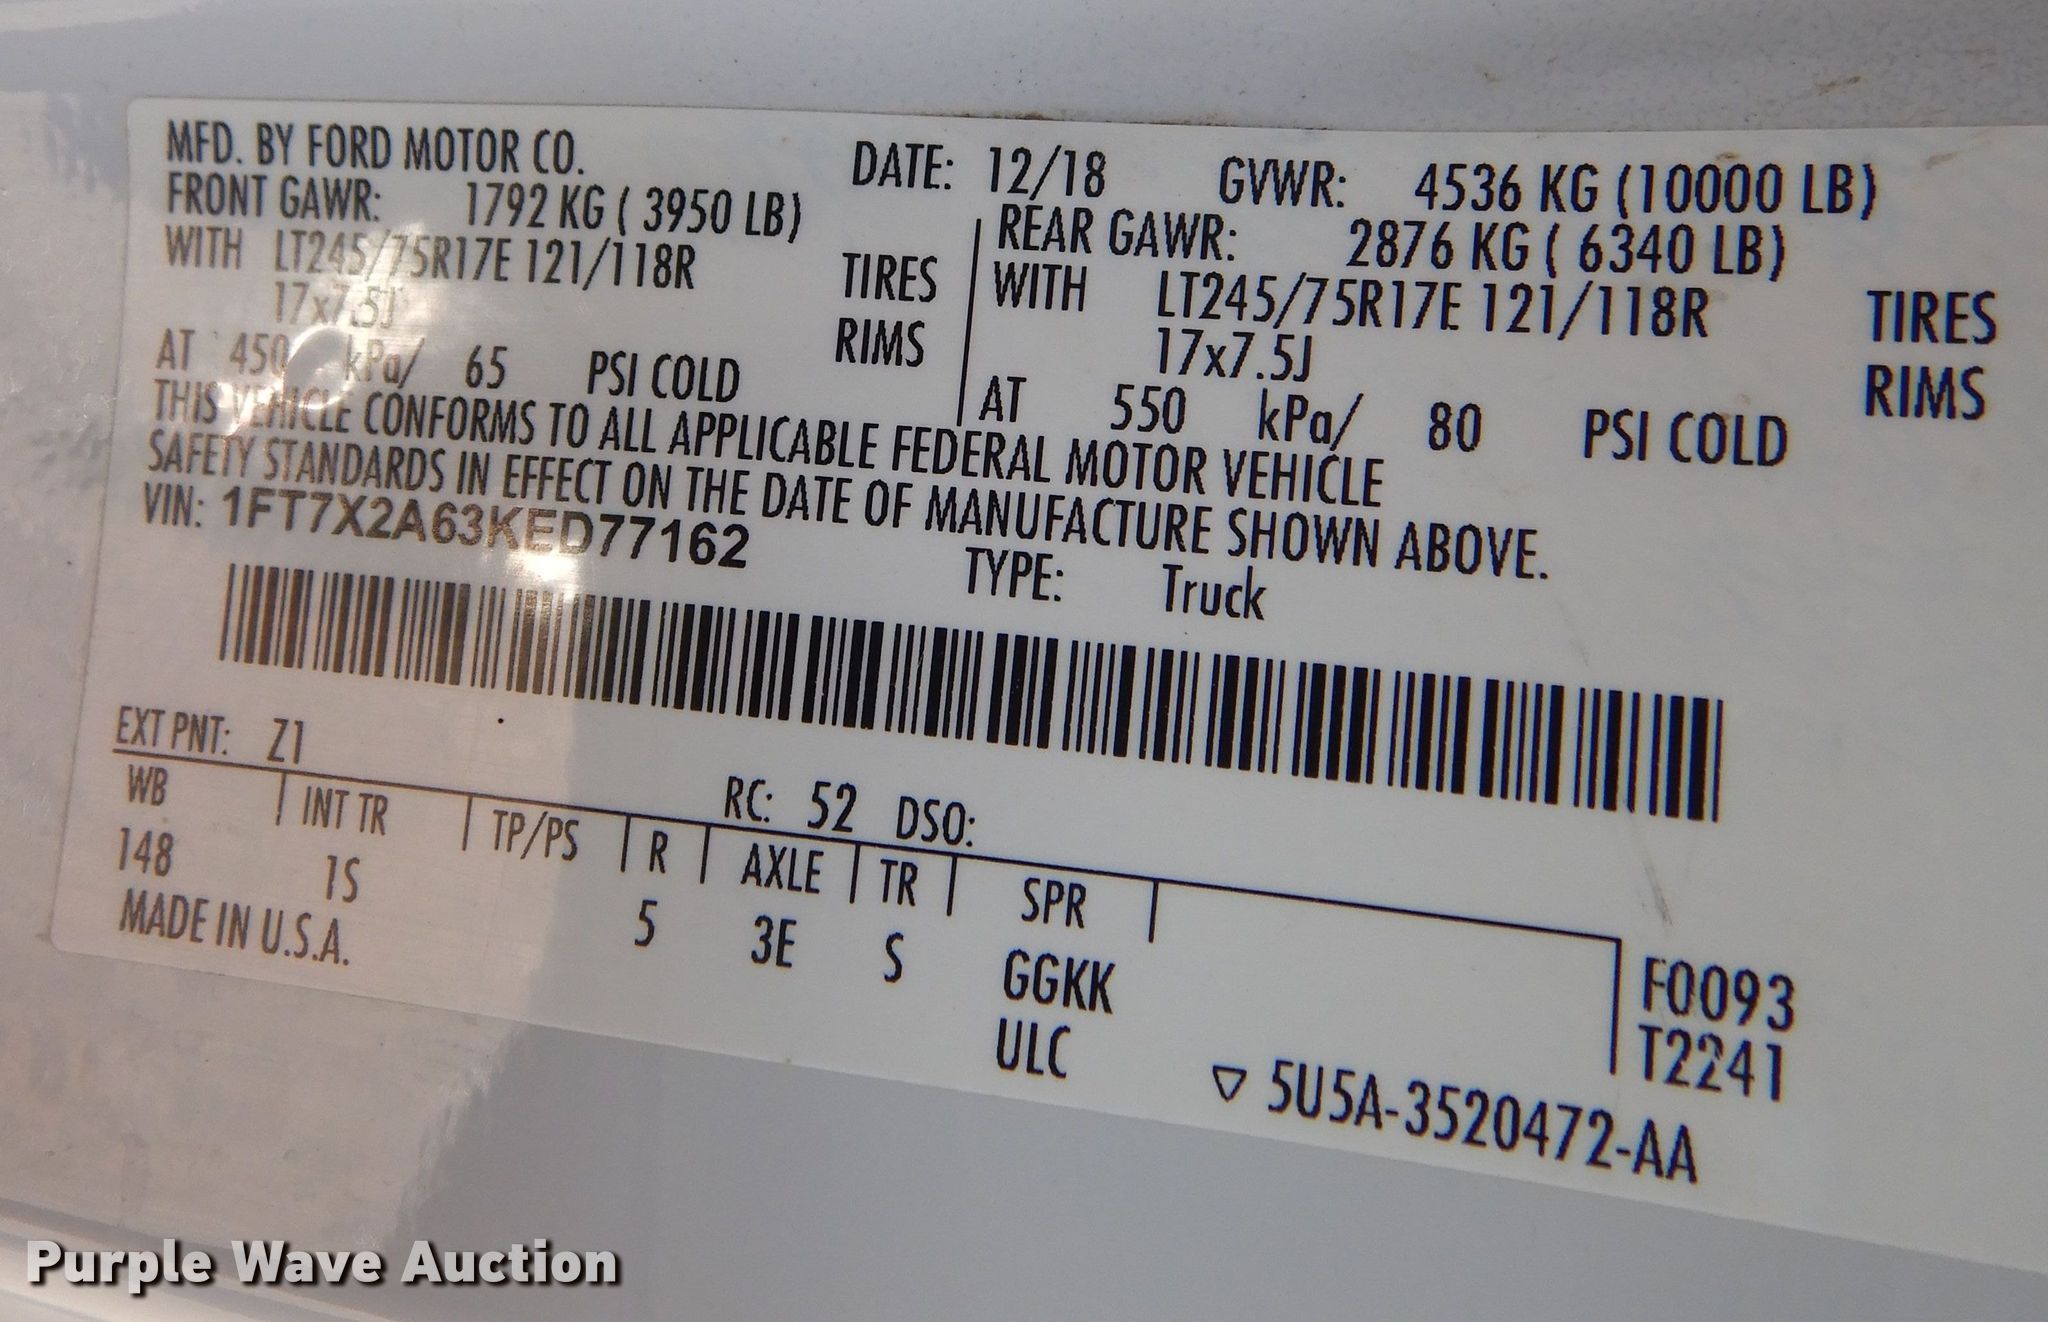 MFD. BY FORD MOTOR CO. DATE: 12/18 GVWR: 4536 KG (10000 LB)
FRONT GAWR: 1792 KG ( 3950 LB) REAR GAWR: 2876 KG ( 6340 LB)
WITH LT245/75R17E 121/118R TIRES WITH LT245/75R17E 121/118R TIRES
17x7.5J RIMS 17x7.5J RIMS
AT 450 kPa/ 65 PSI COLD AT 550 kPa/ 80 PSI COLD
THIS VEHICLE CONFORMS TO ALL APPLICABLE FEDERAL MOTOR VEHICLE
SAFETY STANDARDS IN EFFECT ON THE DATE OF MANUFACTURE SHOWN ABOVE.
VIN: 1FT7X2A63KED77162 TYPE: Truck
EXT PNT: Z1 RC: 52 DSO:
WB INT TR TP/PS R AXLE TR SPR
148 1S 5 3E S GGKK F0093
MADE IN U.S.A. ULC T2241
▽ 5U5A-3520472-AA
Purple Wave Auction